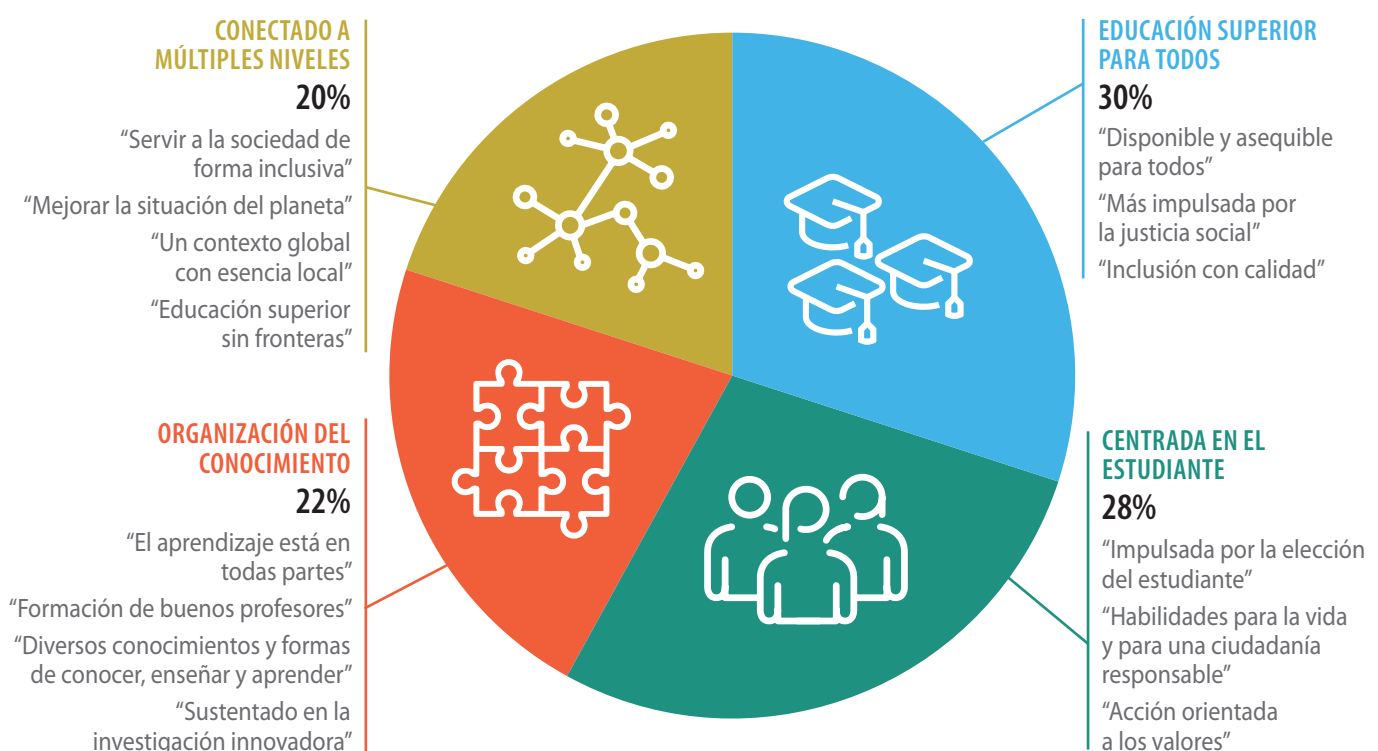 CONECTADO A
MÚLTIPLES NIVELES
20%
“Servir a la sociedad de
forma inclusiva”
“Mejorar la situación del planeta”
“Un contexto global
con esencia local”
“Educación superior
sin fronteras”
ORGANIZACIÓN DEL
CONOCIMIENTO
22%
“El aprendizaje está en
todas partes”
“Formación de buenos profesores”
“Diversos conocimientos y formas
de conocer, enseñar y aprender”
“Sustentado en la
investigación innovadora”
EDUCACIÓN SUPERIOR
PARA TODOS
30%
“Disponible y asequible
para todos”
“Más impulsada por
la justicia social”
“Inclusión con calidad”
CENTRADA EN EL
ESTUDIANTE
28%
“Impulsada por la elección
del estudiante”
“Habilidades para la vida
y para una ciudadanía
responsable”
“Acción orientada
a los valores”